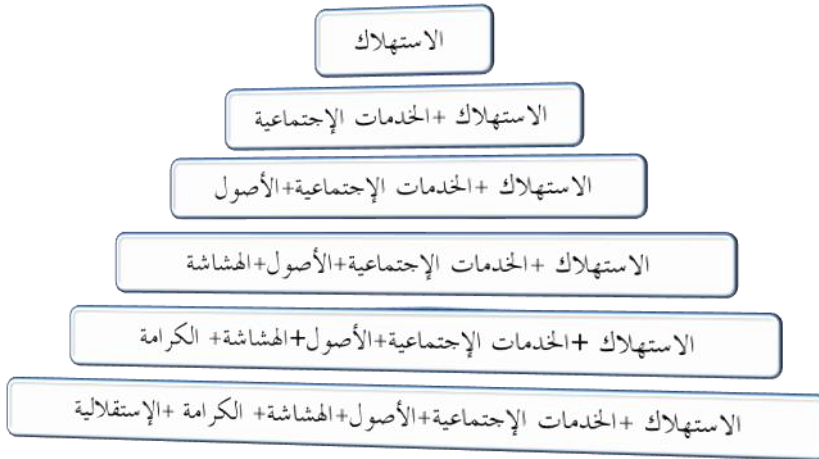 الاستهلاك
الاستهلاك +الخدمات الإجتماعية
الاستهلاك +الخدمات الإجتماعية+الأصول
الاستهلاك +الخدمات الإجتماعية+الأصول+الهشاشة
الاستهلاك +الخدمات الإجتماعية+الأصول+الهشاشة+ الكرامة
الاستهلاك +الخدمات الإجتماعية+الأصول+الهشاشة+ الكرامة +الإستقلالية